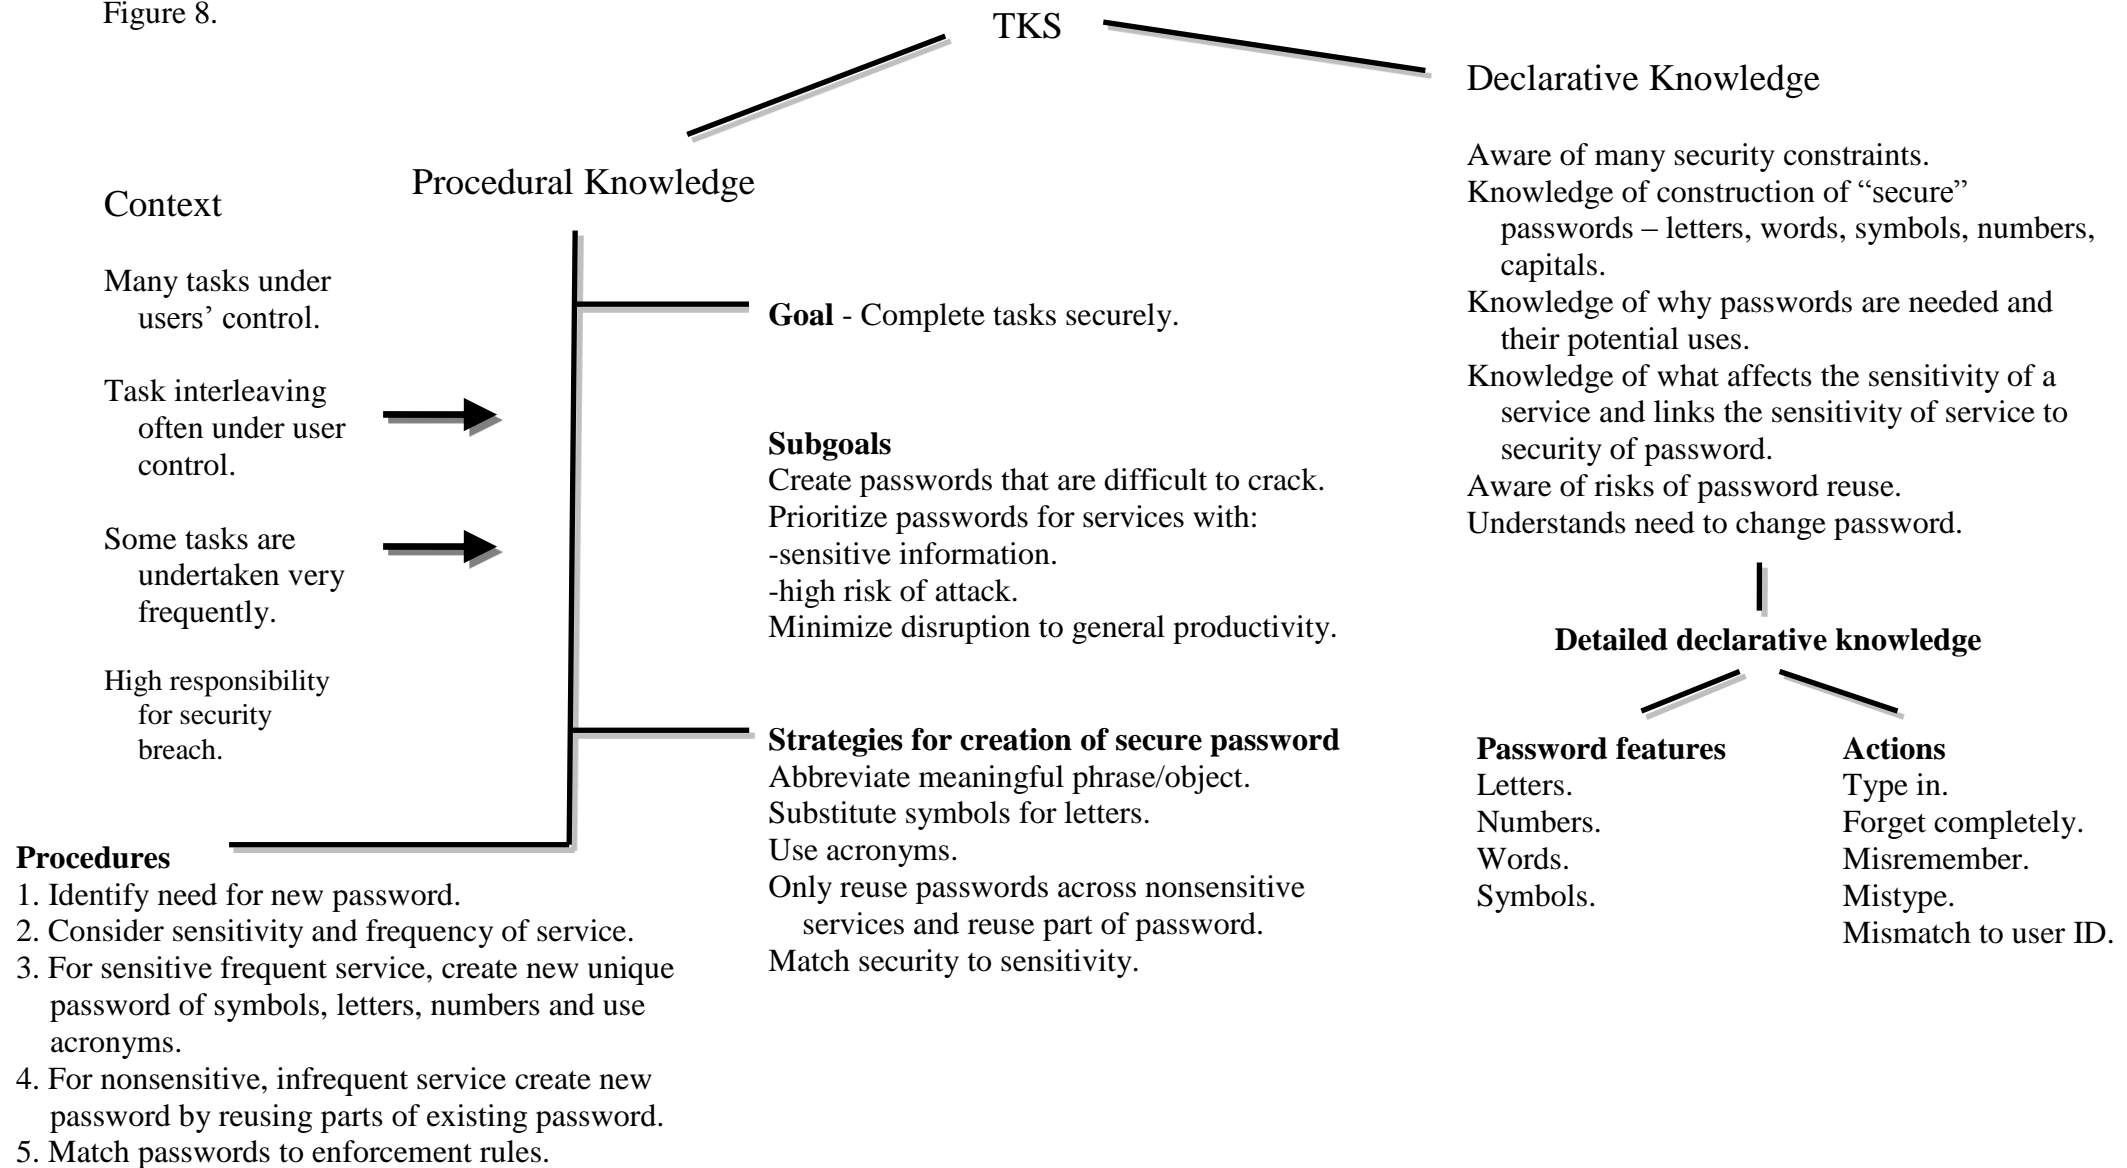 Figure 8.
TKS
Declarative Knowledge
Aware of many security constraints.
Knowledge of construction of “secure”
passwords – letters, words, symbols, numbers,
capitals.
Knowledge of why passwords are needed and
their potential uses.
Knowledge of what affects the sensitivity of a
service and links the sensitivity of service to
security of password.
Aware of risks of password reuse.
Understands need to change password.
Detailed declarative knowledge
Password features
Letters.
Numbers.
Words.
Symbols.
Actions
Type in.
Forget completely.
Misremember.
Mistype.
Mismatch to user ID.
Procedural Knowledge
Context
Many tasks under
users’ control.
Task interleaving
often under user
control.
Some tasks are
undertaken very
frequently.
High responsibility
for security
breach.
Goal - Complete tasks securely.
Subgoals
Create passwords that are difficult to crack.
Prioritize passwords for services with:
-sensitive information.
-high risk of attack.
Minimize disruption to general productivity.
Strategies for creation of secure password
Abbreviate meaningful phrase/object.
Substitute symbols for letters.
Use acronyms.
Only reuse passwords across nonsensitive
services and reuse part of password.
Match security to sensitivity.
Procedures
1. Identify need for new password.
2. Consider sensitivity and frequency of service.
3. For sensitive frequent service, create new unique
password of symbols, letters, numbers and use
acronyms.
4. For nonsensitive, infrequent service create new
password by reusing parts of existing password.
5. Match passwords to enforcement rules.